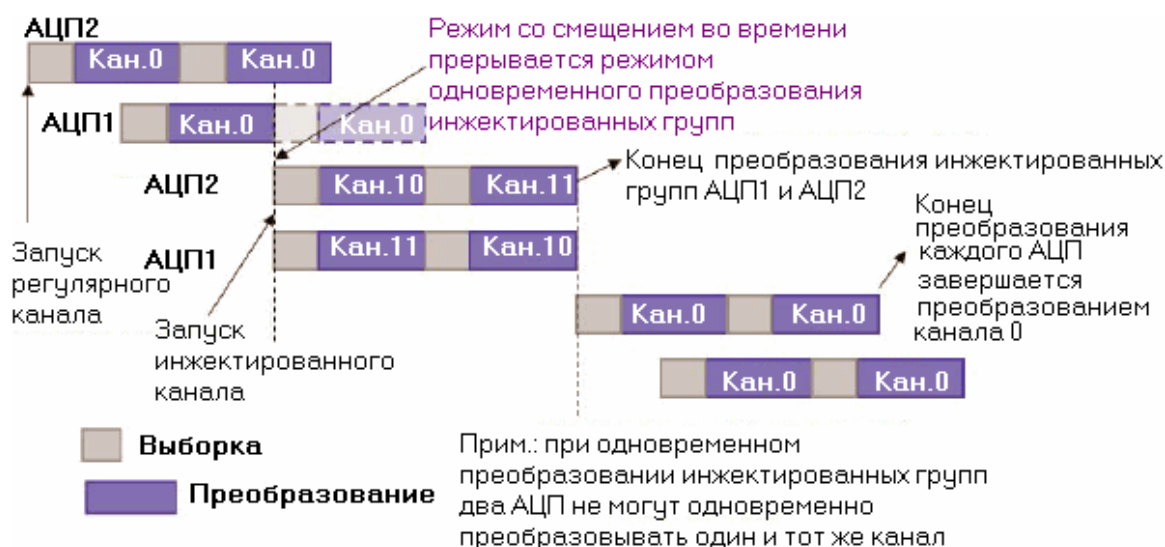 АЦП2
Кан.0 Кан.0
Режим со смещением во времени
прерывается режимом
одновременного преобразования
инжектированных групп
АЦП1 Кан.0 Кан.0
АЦП2 Кан.10 Кан.11
Конец преобразования инжектированных
групп АЦП1 и АЦП2
АЦП1 Кан.11 Кан.10
Запуск
регулярного
канала
Запуск
инжектированного
канала
Конец
преобразования
каждого АЦП
завершается
преобразованием
канала 0
Кан.0 Кан.0
Кан.0 Кан.0
Выборка
Преобразование
Прим.: при одновременном
преобразовании инжектированных групп
два АЦП не могут одновременно
преобразовывать один и тот же канал